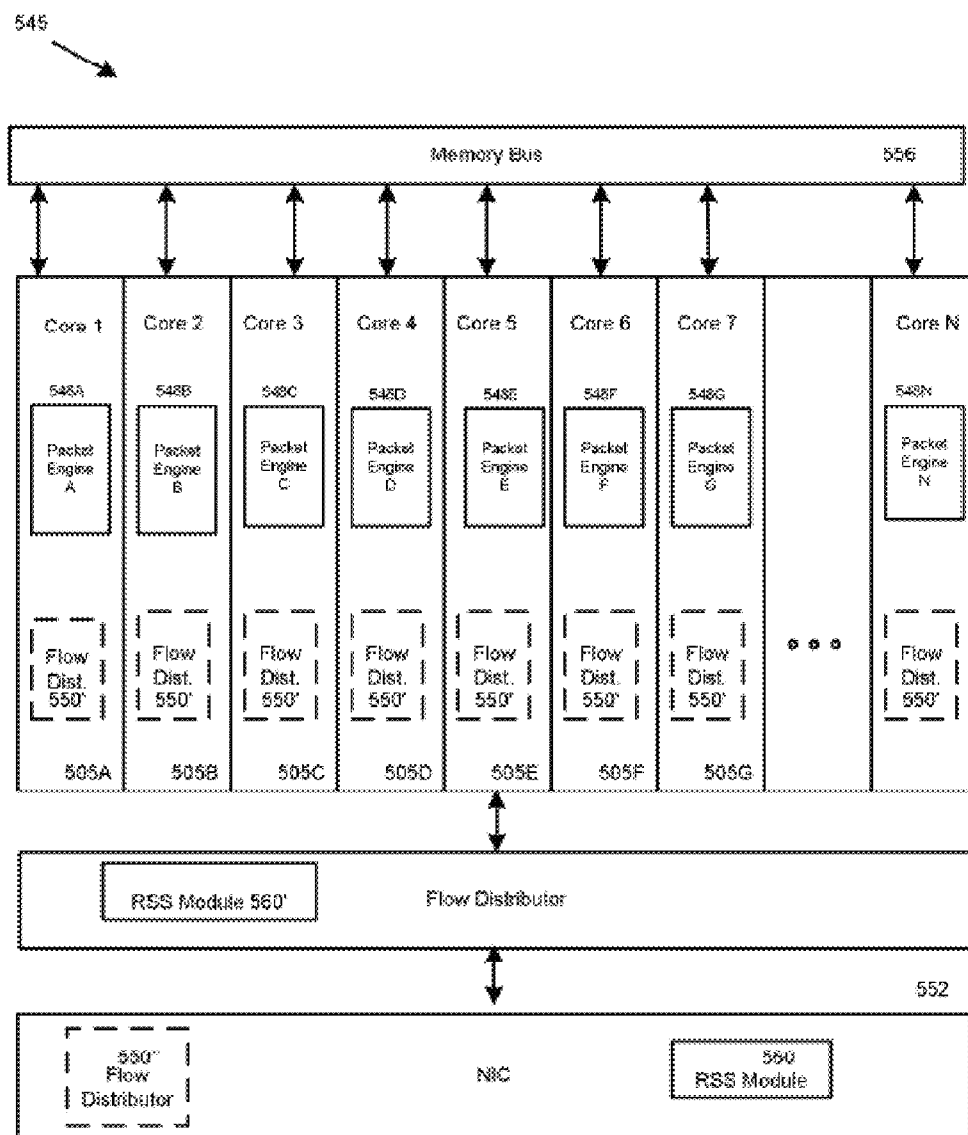 545
Memory Bus 556
Core 1 Core 2 Core 3 Core 4 Core 5 Core 6 Core 7 Core N
548A 548B 548C 548D 548E 548F 548G 548N
Packet Engine A
Packet Engine B
Packet Engine C
Packet Engine D
Packet Engine E
Packet Engine F
Packet Engine G
Packet Engine N
Flow Dist. 550'
Flow Dist. 550'
Flow Dist. 550'
Flow Dist. 550'
Flow Dist. 550'
Flow Dist. 550'
Flow Dist. 550'
Flow Dist. 550'
505A 505B 505C 505D 505E 505F 505G
RSS Module 560' Flow Distributor
552
550" Flow Distributor
NIC
560
RSS Module